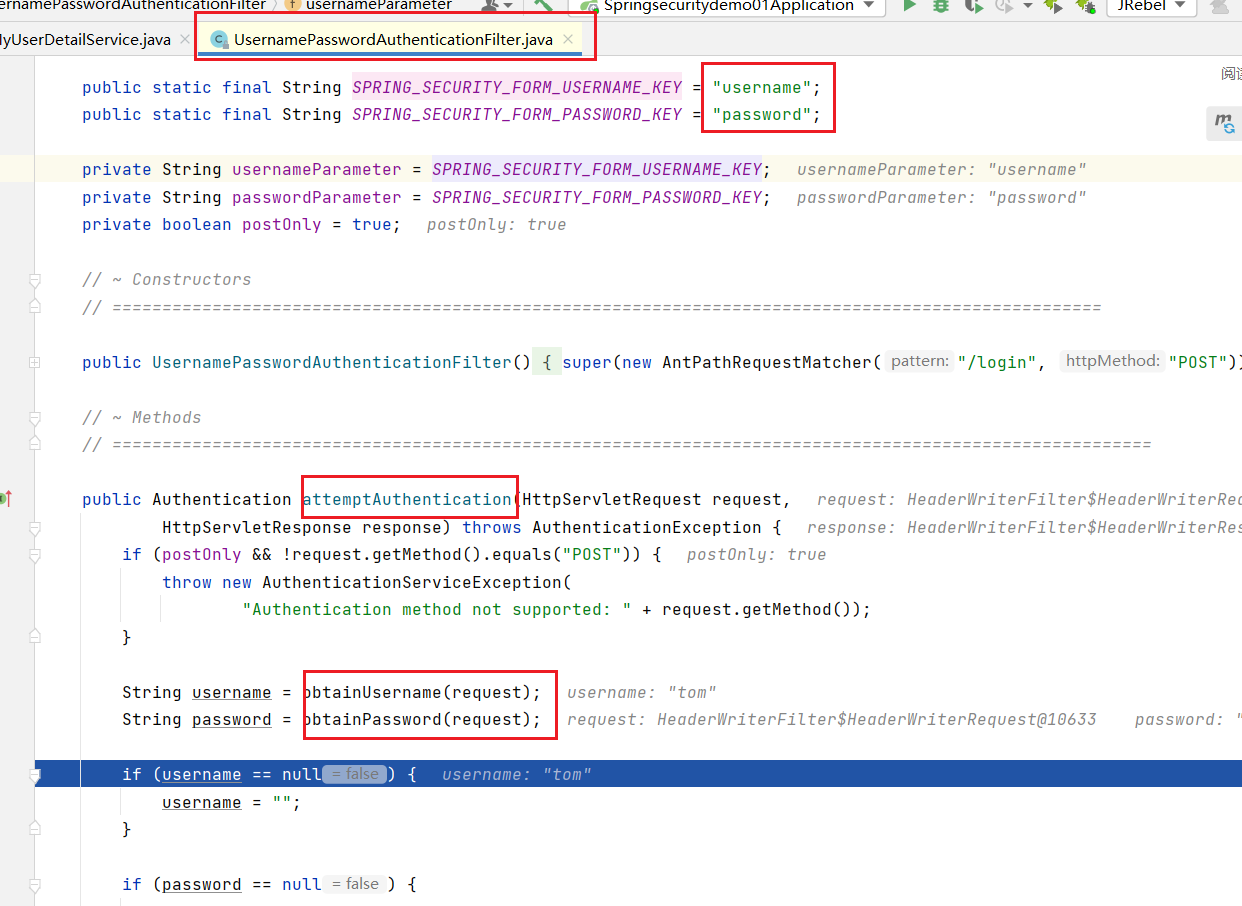 ernamePasswordAuthenticationFilter usernameParameter Springsecuritydemo01Application JRebel
MyUserDetailService.java UsernamePasswordAuthenticationFilter.java
public static final String SPRING_SECURITY_FORM_USERNAME_KEY = "username";
public static final String SPRING_SECURITY_FORM_PASSWORD_KEY = "password";
private String usernameParameter = SPRING_SECURITY_FORM_USERNAME_KEY; usernameParameter: "username"
private String passwordParameter = SPRING_SECURITY_FORM_PASSWORD_KEY; passwordParameter: "password"
private boolean postOnly = true; postOnly: true
// ~ Constructors
// ===================================================================================================
public UsernamePasswordAuthenticationFilter() { super(new AntPathRequestMatcher( pattern: "/login", httpMethod: "POST"))
// ~ Methods
// ========================================================================================================
public Authentication attemptAuthentication(HttpServletRequest request, request: HeaderWriterFilter$HeaderWriterReq
HttpServletResponse response) throws AuthenticationException { response: HeaderWriterFilter$HeaderWriterRes
if (postOnly && !request.getMethod().equals("POST")) { postOnly: true
throw new AuthenticationServiceException(
"Authentication method not supported: " + request.getMethod());
}
String username = obtainUsername(request); username: "tom"
String password = obtainPassword(request); request: HeaderWriterFilter$HeaderWriterRequest@10633 password: "
if (username == null = false ) { username: "tom"
username = "";
}
if (password == null = false ) {